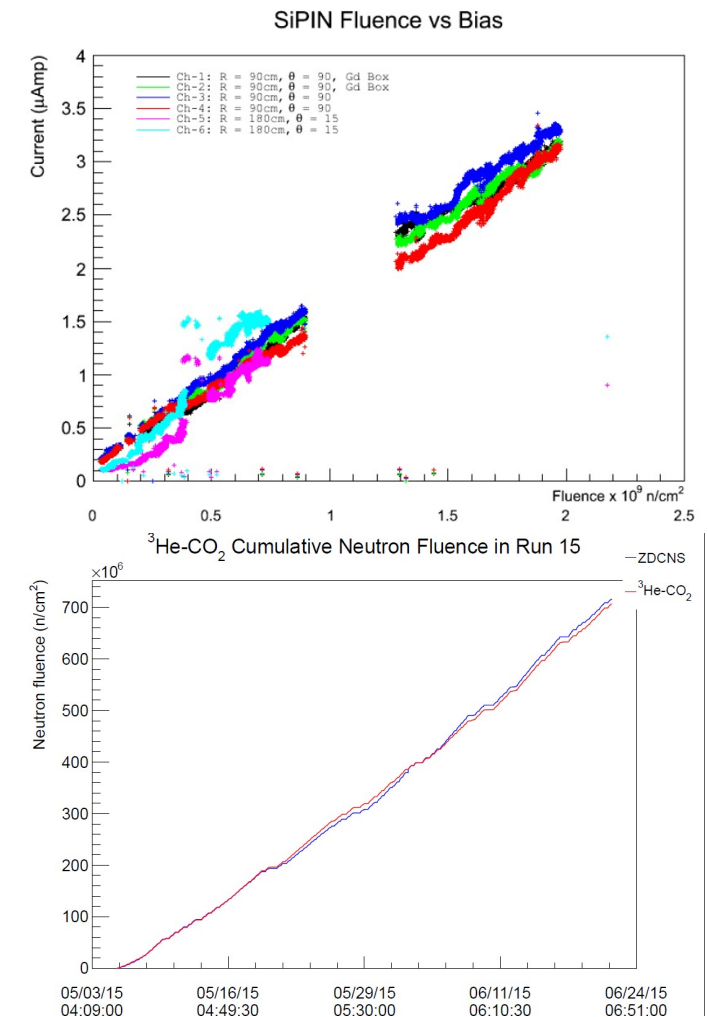 SiPIN Fluence vs Bias
Current (µAmp)
4
3.5
3
2.5
2
1.5
1
0.5
0
Ch-1: R = 90cm, θ = 90, Gd Box
Ch-2: R = 90cm, θ = 90, Gd Box
Ch-3: R = 90cm, θ = 90
Ch-4: R = 90cm, θ = 90
Ch-5: R = 180cm, θ = 15
Ch-6: R = 180cm, θ = 15
Fluence x 10⁹ n/cm²
0 0.5 1 1.5 2 2.5
³He-CO₂ Cumulative Neutron Fluence in Run 15
×10⁶
ZDCNS
³He-CO₂
Neutron fluence (n/cm²)
700
600
500
400
300
200
100
0
05/03/15 05/16/15 05/29/15 06/11/15 06/24/15
04:09:00 04:49:30 05:30:00 06:10:30 06:51:00